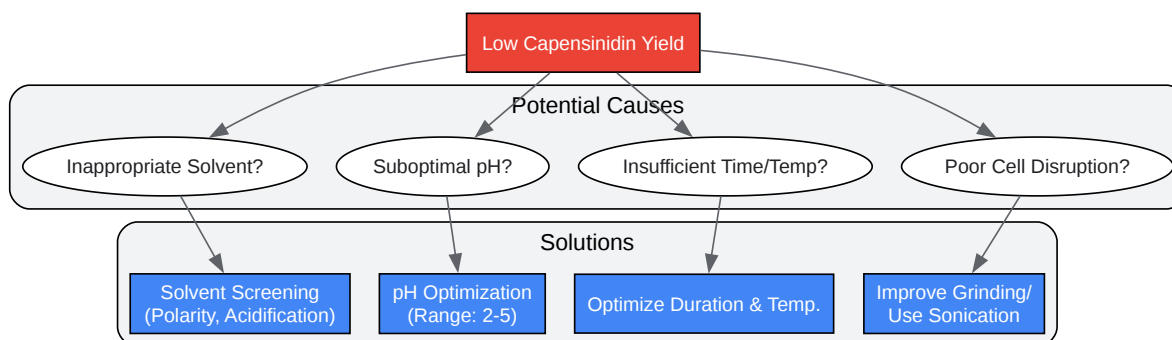 Low Capensinidin Yield
Potential Causes
Inappropriate Solvent?
Suboptimal pH?
Insufficient Time/Temp?
Poor Cell Disruption?
Solutions
Solvent Screening
(Polarity, Acidification)
pH Optimization
(Range: 2-5)
Optimize Duration & Temp.
Improve Grinding/
Use Sonication